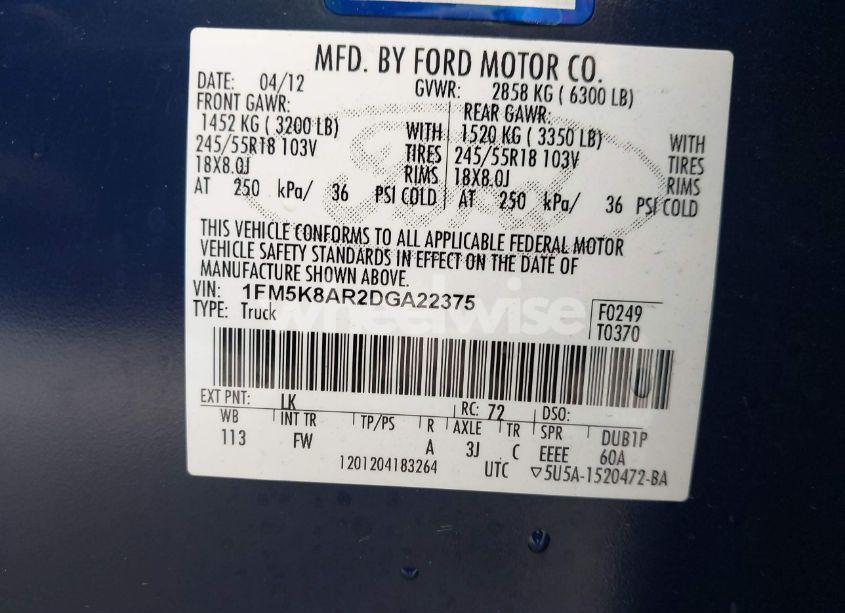 MFD. BY FORD MOTOR CO.
DATE: 04/12 GVWR: 2858 KG ( 6300 LB)
FRONT GAWR: REAR GAWR:
1452 KG ( 3200 LB) WITH 1520 KG ( 3350 LB) WITH
245/55R18 103V TIRES 245/55R18 103V TIRES
18X8.0J RIMS 18X8.0J RIMS
AT 250 kPa/ 36 PSI COLD AT 250 kPa/ 36 PSI COLD
THIS VEHICLE CONFORMS TO ALL APPLICABLE FEDERAL MOTOR
VEHICLE SAFETY STANDARDS IN EFFECT ON THE DATE OF
MANUFACTURE SHOWN ABOVE.
VIN: 1FM5K8AR2DGA22375 F0249
TYPE: Truck T0370
wheelwise
U
EXT PNT: LK RC: 72 DSO:
WB INT TR TP/PS R AXLE TR SPR DUB1P
113 FW A 3J C EEEE 60A
1201204183264 UTC ▽5U5A-1520472-BA
Ford